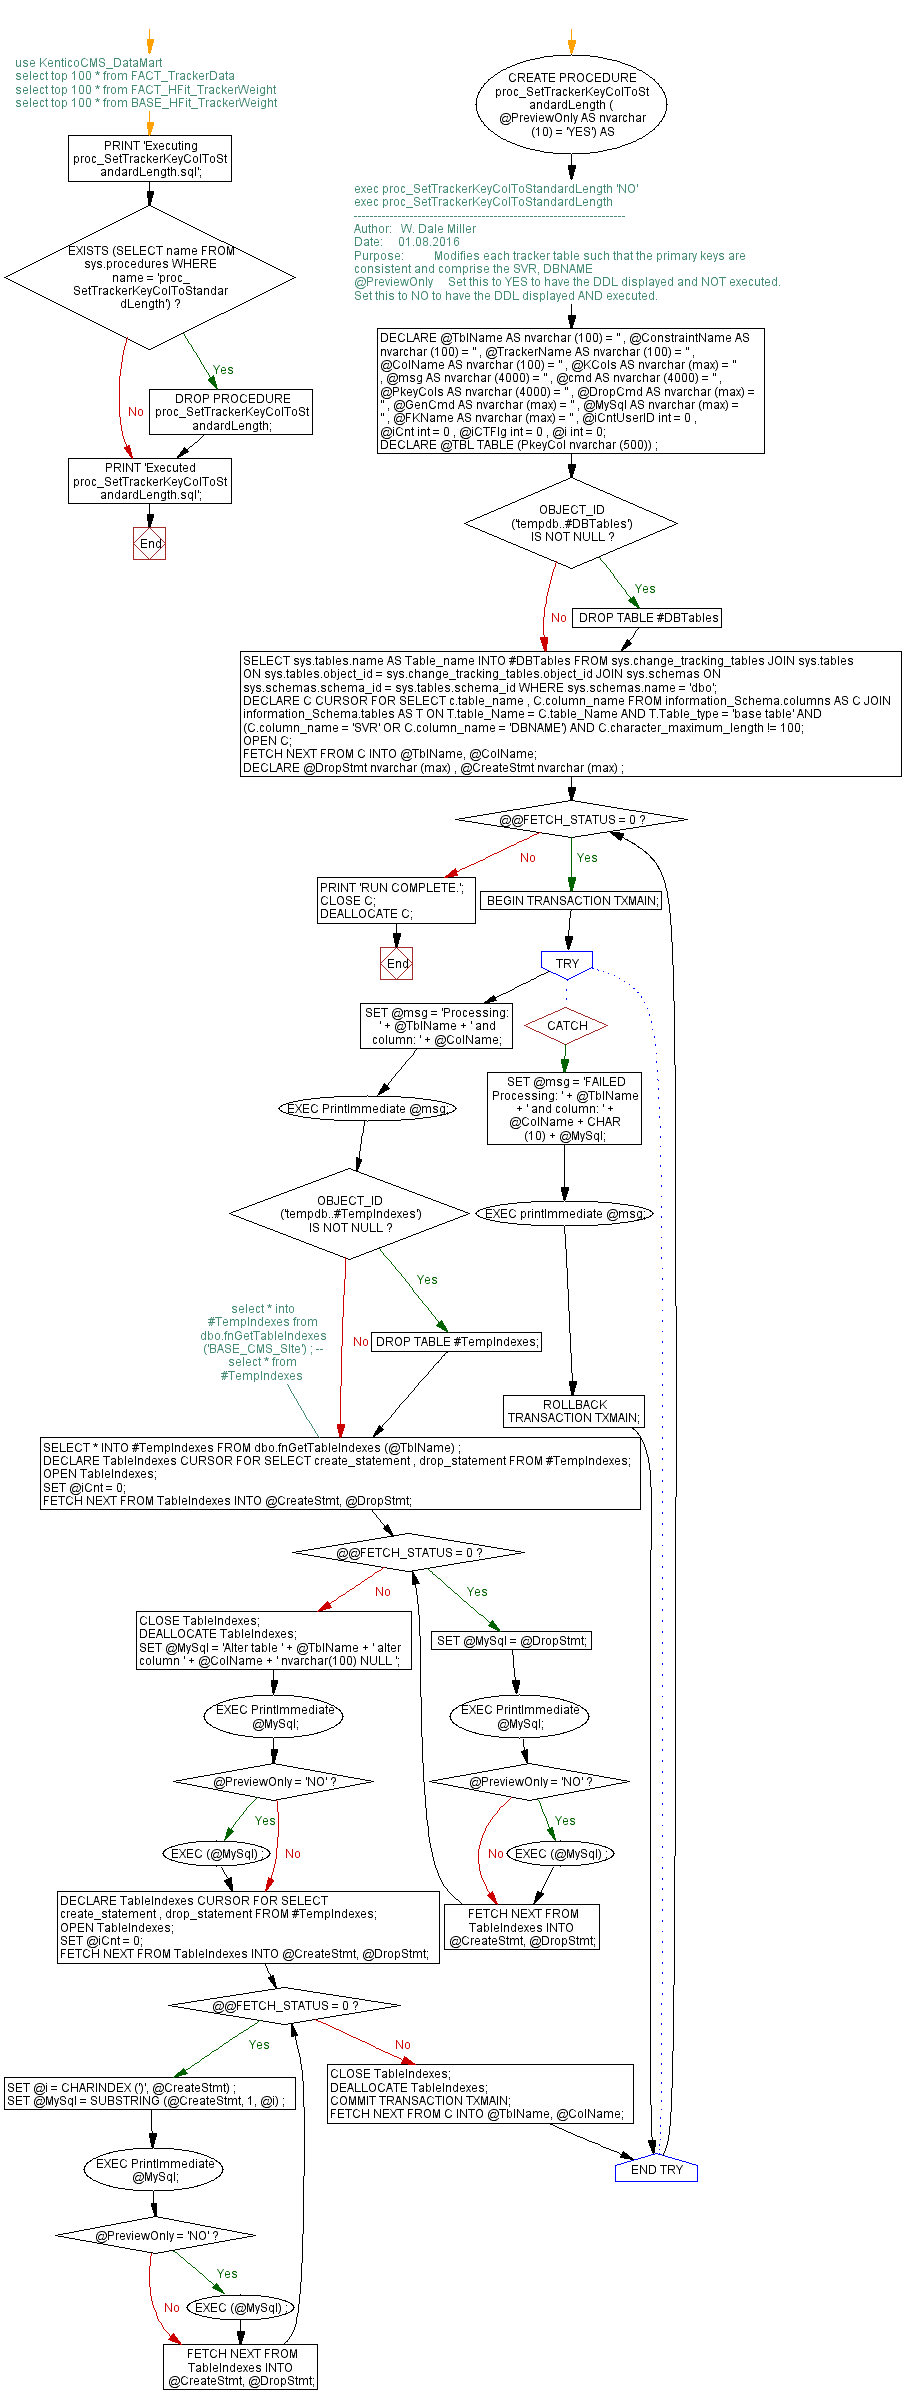 use KenticoCMS_DataMart
select top 100 * from FACT_TrackerData
select top 100 * from FACT_HFit_TrackerWeight
select top 100 * from BASE_HFit_TrackerWeight
PRINT 'Executing
proc_SetTrackerKeyColToSt
andardLength.sql';
EXISTS (SELECT name FROM
sys.procedures WHERE
name = 'proc_
SetTrackerKeyColToStandar
dLength') ?
Yes
No
DROP PROCEDURE
proc_SetTrackerKeyColToSt
andardLength;
PRINT 'Executed
proc_SetTrackerKeyColToSt
andardLength.sql';
End
CREATE PROCEDURE
proc_SetTrackerKeyColToSt
andardLength (
@PreviewOnly AS nvarchar
(10) = 'YES') AS
exec proc_SetTrackerKeyColToStandardLength 'NO'
exec proc_SetTrackerKeyColToStandardLength
--------------------------------------------------------------------
Author: W. Dale Miller
Date: 01.08.2016
Purpose: Modifies each tracker table such that the primary keys are
consistent and comprise the SVR, DBNAME
@PreviewOnly Set this to YES to have the DDL displayed and NOT executed.
Set this to NO to have the DDL displayed AND executed.
DECLARE @TblName AS nvarchar (100) = '' , @ConstraintName AS
nvarchar (100) = '' , @TrackerName AS nvarchar (100) = '' ,
@ColName AS nvarchar (100) = '' , @KCols AS nvarchar (max) = ''
, @msg AS nvarchar (4000) = '' , @cmd AS nvarchar (4000) = '' ,
@PkeyCols AS nvarchar (4000) = '' , @DropCmd AS nvarchar (max) =
'' , @GenCmd AS nvarchar (max) = '' , @MySql AS nvarchar (max) =
'' , @FKName AS nvarchar (max) = '' , @iCntUserID int = 0 ,
@iCnt int = 0 , @iCTFlg int = 0 , @i int = 0;
DECLARE @TBL TABLE (PkeyCol nvarchar (500)) ;
OBJECT_ID
('tempdb..#DBTables')
IS NOT NULL ?
Yes
No
DROP TABLE #DBTables
SELECT sys.tables.name AS Table_name INTO #DBTables FROM sys.change_tracking_tables JOIN sys.tables
ON sys.tables.object_id = sys.change_tracking_tables.object_id JOIN sys.schemas ON
sys.schemas.schema_id = sys.tables.schema_id WHERE sys.schemas.name = 'dbo';
DECLARE C CURSOR FOR SELECT c.table_name , C.column_name FROM information_Schema.columns AS C JOIN
information_Schema.tables AS T ON T.table_Name = C.table_Name AND T.Table_type = 'base table' AND
(C.column_name = 'SVR' OR C.column_name = 'DBNAME') AND C.character_maximum_length != 100;
OPEN C;
FETCH NEXT FROM C INTO @TblName, @ColName;
DECLARE @DropStmt nvarchar (max) , @CreateStmt nvarchar (max) ;
@@FETCH_STATUS = 0 ?
No
Yes
PRINT 'RUN COMPLETE.';
CLOSE C;
DEALLOCATE C;
End
BEGIN TRANSACTION TXMAIN;
TRY
SET @msg = 'Processing:
' + @TblName + ' and
column: ' + @ColName;
CATCH
EXEC PrintImmediate @msg;
SET @msg = 'FAILED
Processing: ' + @TblName
+ ' and column: ' +
@ColName + CHAR
(10) + @MySql;
OBJECT_ID
('tempdb..#TempIndexes')
IS NOT NULL ?
EXEC printImmediate @msg;
Yes
No
select * into
#TempIndexes from
dbo.fnGetTableIndexes
('BASE_CMS_SIte') ; --
select * from
#TempIndexes
DROP TABLE #TempIndexes;
ROLLBACK
TRANSACTION TXMAIN;
SELECT * INTO #TempIndexes FROM dbo.fnGetTableIndexes (@TblName) ;
DECLARE TableIndexes CURSOR FOR SELECT create_statement , drop_statement FROM #TempIndexes;
OPEN TableIndexes;
SET @iCnt = 0;
FETCH NEXT FROM TableIndexes INTO @CreateStmt, @DropStmt;
@@FETCH_STATUS = 0 ?
No
Yes
CLOSE TableIndexes;
DEALLOCATE TableIndexes;
SET @MySql = 'Alter table ' + @TblName + ' alter
column ' + @ColName + ' nvarchar(100) NULL ';
SET @MySql = @DropStmt;
EXEC PrintImmediate
@MySql;
EXEC PrintImmediate
@MySql;
@PreviewOnly = 'NO' ?
@PreviewOnly = 'NO' ?
Yes
No
EXEC (@MySql) ;
Yes
No
EXEC (@MySql) ;
DECLARE TableIndexes CURSOR FOR SELECT
create_statement , drop_statement FROM #TempIndexes;
OPEN TableIndexes;
SET @iCnt = 0;
FETCH NEXT FROM TableIndexes INTO @CreateStmt, @DropStmt;
FETCH NEXT FROM
TableIndexes INTO
@CreateStmt, @DropStmt;
@@FETCH_STATUS = 0 ?
Yes
No
SET @i = CHARINDEX (')', @CreateStmt) ;
SET @MySql = SUBSTRING (@CreateStmt, 1, @i) ;
CLOSE TableIndexes;
DEALLOCATE TableIndexes;
COMMIT TRANSACTION TXMAIN;
FETCH NEXT FROM C INTO @TblName, @ColName;
EXEC PrintImmediate
@MySql;
END TRY
@PreviewOnly = 'NO' ?
Yes
No
EXEC (@MySql) ;
FETCH NEXT FROM
TableIndexes INTO
@CreateStmt, @DropStmt;